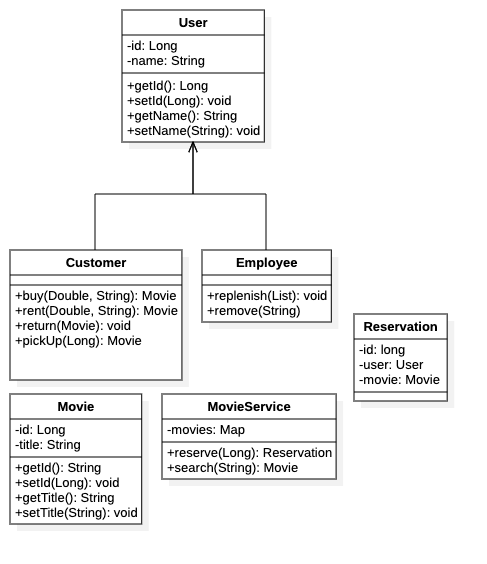 User
-id: Long
-name: String
+getId(): Long
+setId(Long): void
+getName(): String
+setName(String): void
Customer
+buy(Double, String): Movie
+rent(Double, String): Movie
+return(Movie): void
+pickUp(Long): Movie
Employee
+replenish(List): void
+remove(String)
Reservation
-id: long
-user: User
-movie: Movie
Movie
-id: Long
-title: String
+getId(): String
+setId(Long): void
+getTitle(): String
+setTitle(String): void
MovieService
-movies: Map
+reserve(Long): Reservation
+search(String): Movie